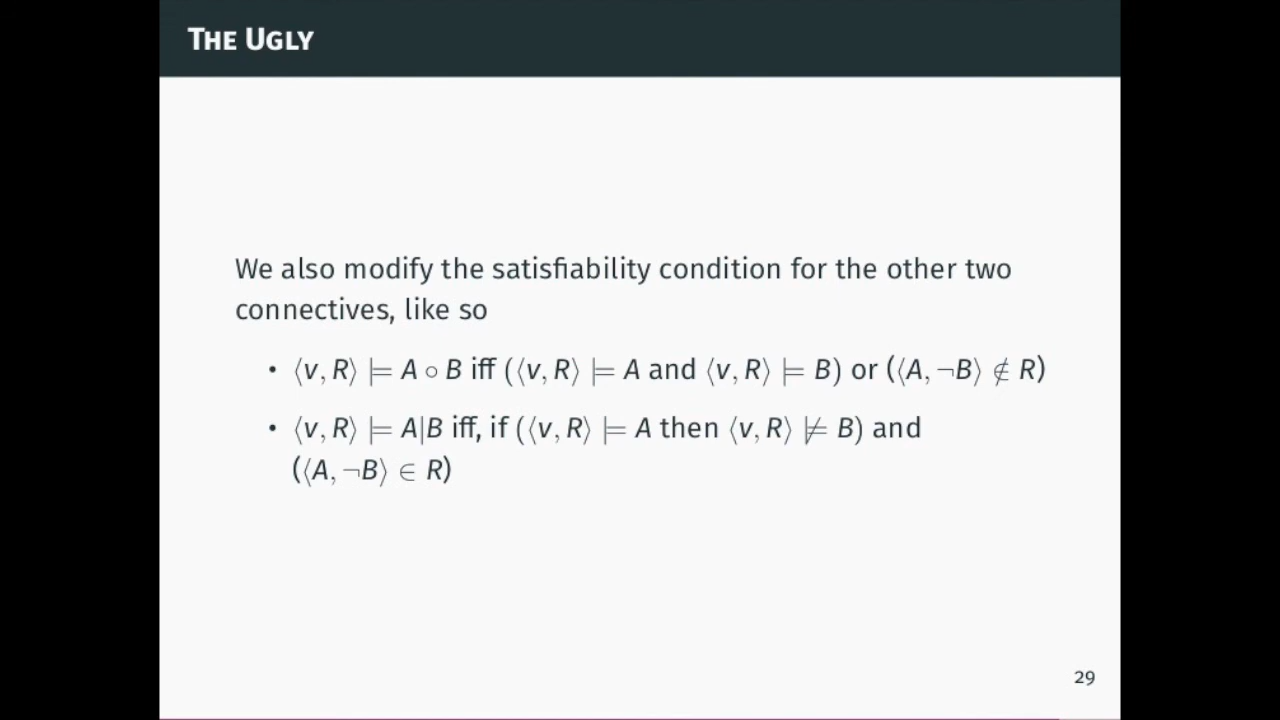 The Ugly
We also modify the satisfiability condition for the other two
connectives, like so
• ⟨v, R⟩ ⊨ A ∘ B iff (⟨v, R⟩ ⊨ A and ⟨v, R⟩ ⊨ B) or (⟨A, ¬B⟩ ∉ R)
• ⟨v, R⟩ ⊨ A|B iff, if (⟨v, R⟩ ⊨ A then ⟨v, R⟩ ⊭ B) and
(⟨A, ¬B⟩ ∈ R)
29